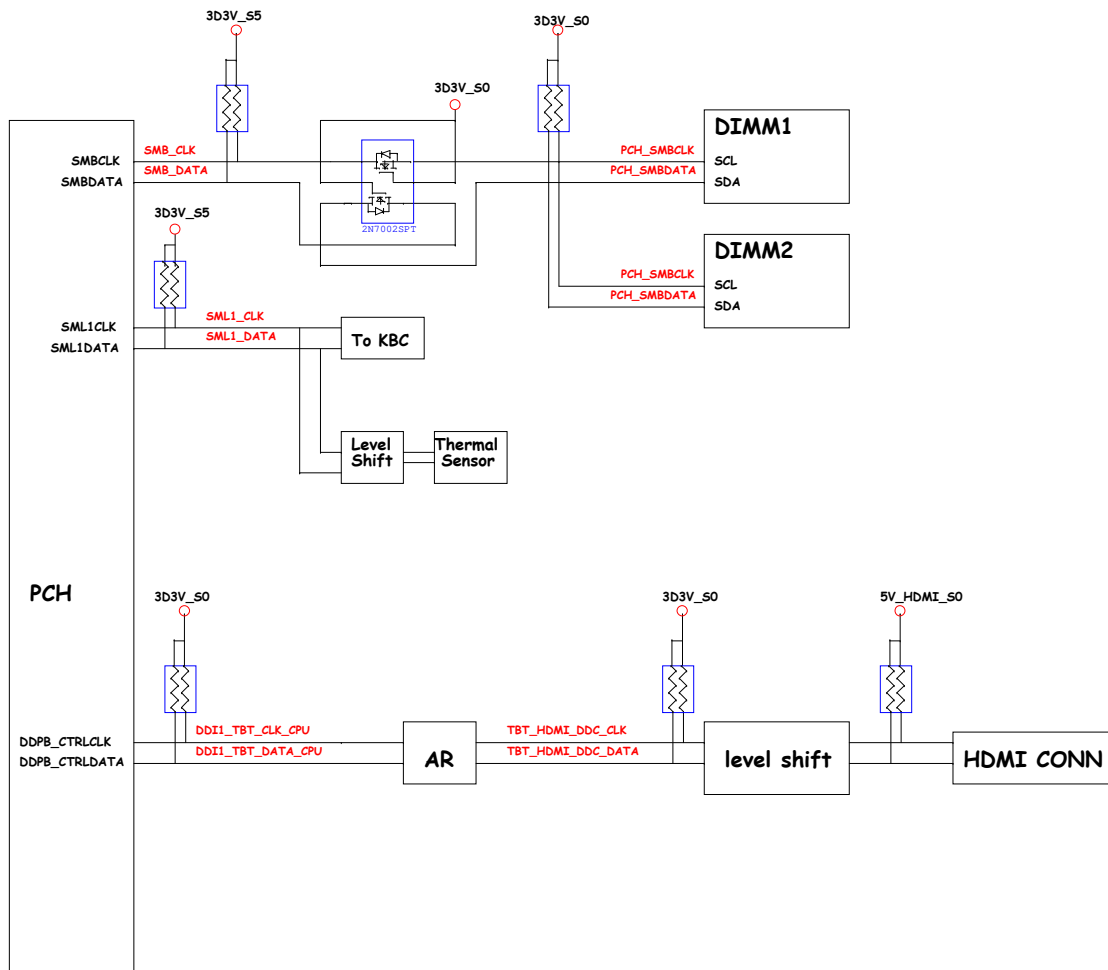 3D3V_S5
3D3V_S0
3D3V_S0
DIMM1
SMBCLK
SMB_CLK
PCH_SMBCLK
SCL
SMBDATA
SMB_DATA
PCH_SMBDATA
SDA
2N7002SPT
3D3V_S5
DIMM2
PCH_SMBCLK
SCL
PCH_SMBDATA
SDA
SML1CLK
SML1_CLK
SML1DATA
SML1_DATA
To KBC
Level
Shift
Thermal
Sensor
PCH
3D3V_S0
3D3V_S0
5V_HDMI_S0
DDPB_CTRLCLK
DDI1_TBT_CLK_CPU
TBT_HDMI_DDC_CLK
DDPB_CTRLDATA
DDI1_TBT_DATA_CPU
TBT_HDMI_DDC_DATA
AR
level shift
HDMI CONN